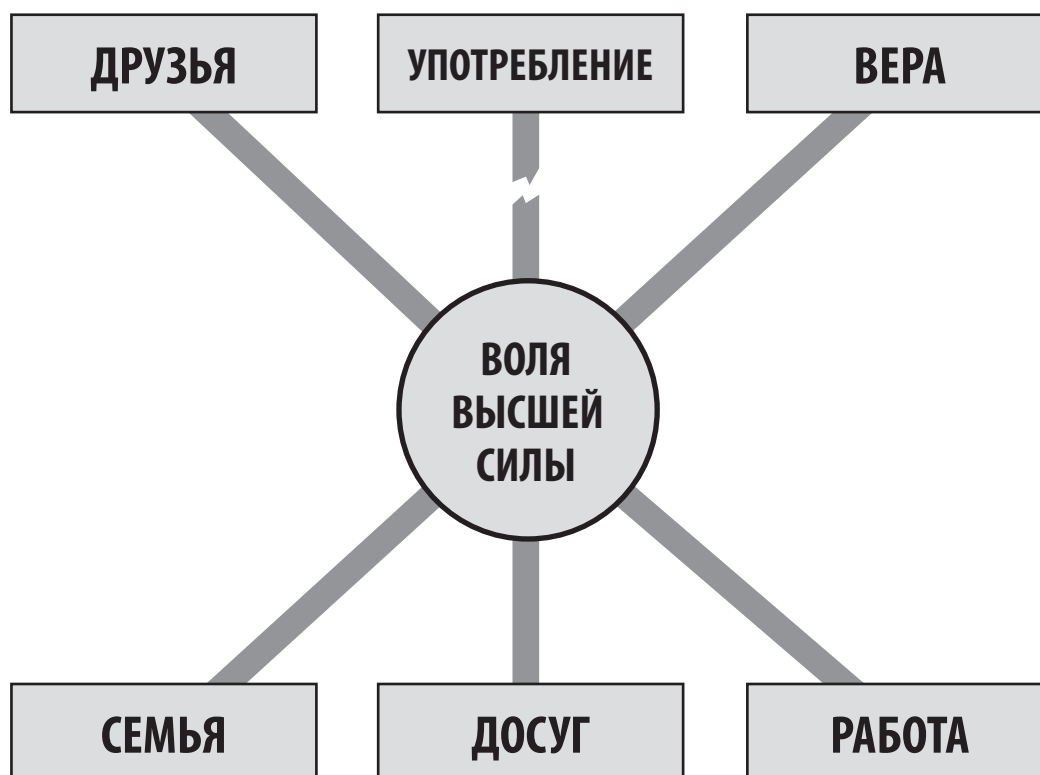 ДРУЗЬЯ
УПОТРЕБЛЕНИЕ
ВЕРА
ВОЛЯ
ВЫСШЕЙ
СИЛЫ
СЕМЬЯ
ДОСУГ
РАБОТА